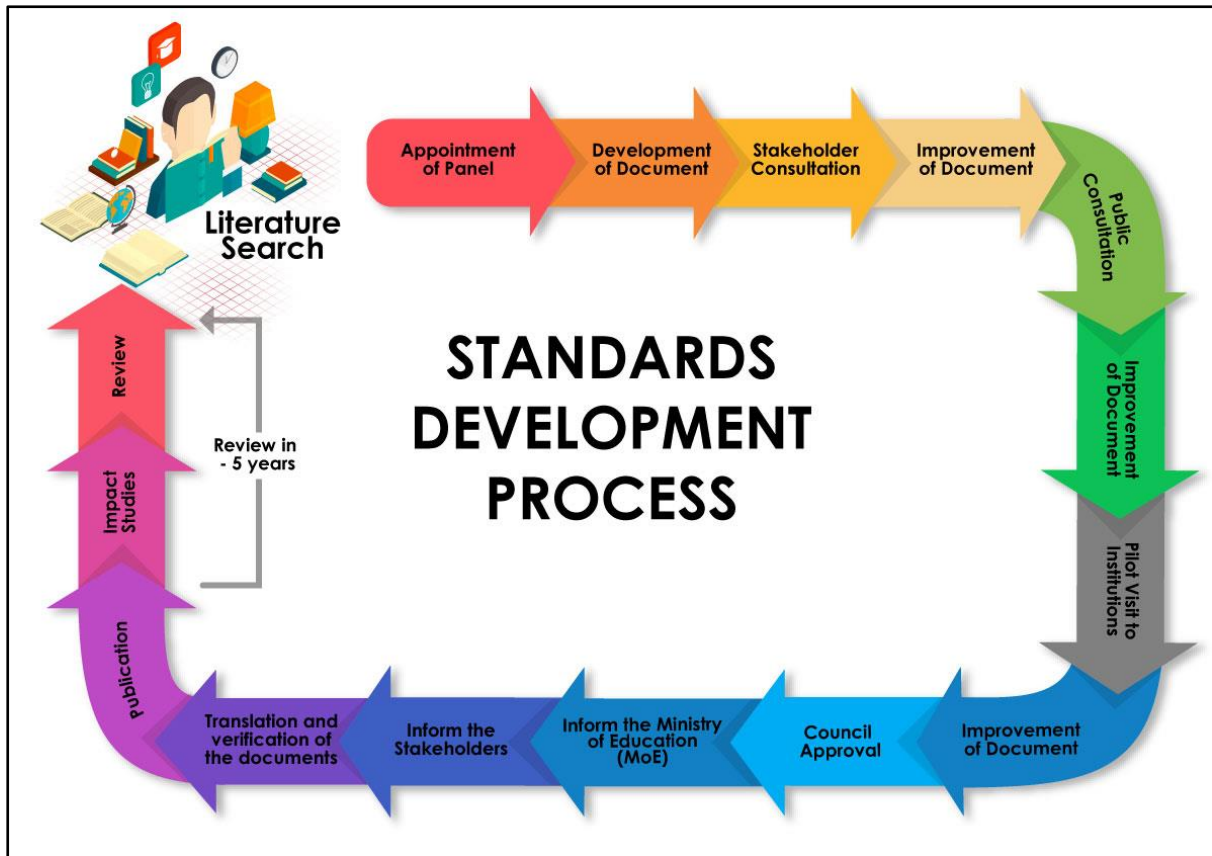 Literature
Search
Appointment
of Panel
Development
of Document
Stakeholder
Consultation
Improvement
of Document
Public
Consultation
Improvement
of Document
Pilot Visit to
Institutions
Improvement
of Document
Council
Approval
Inform the Ministry
of Education
(MoE)
Inform the
Stakeholders
Translation and
verification of
the documents
Publication
Impact
Studies
Review
Review in
- 5 years
STANDARDS
DEVELOPMENT
PROCESS